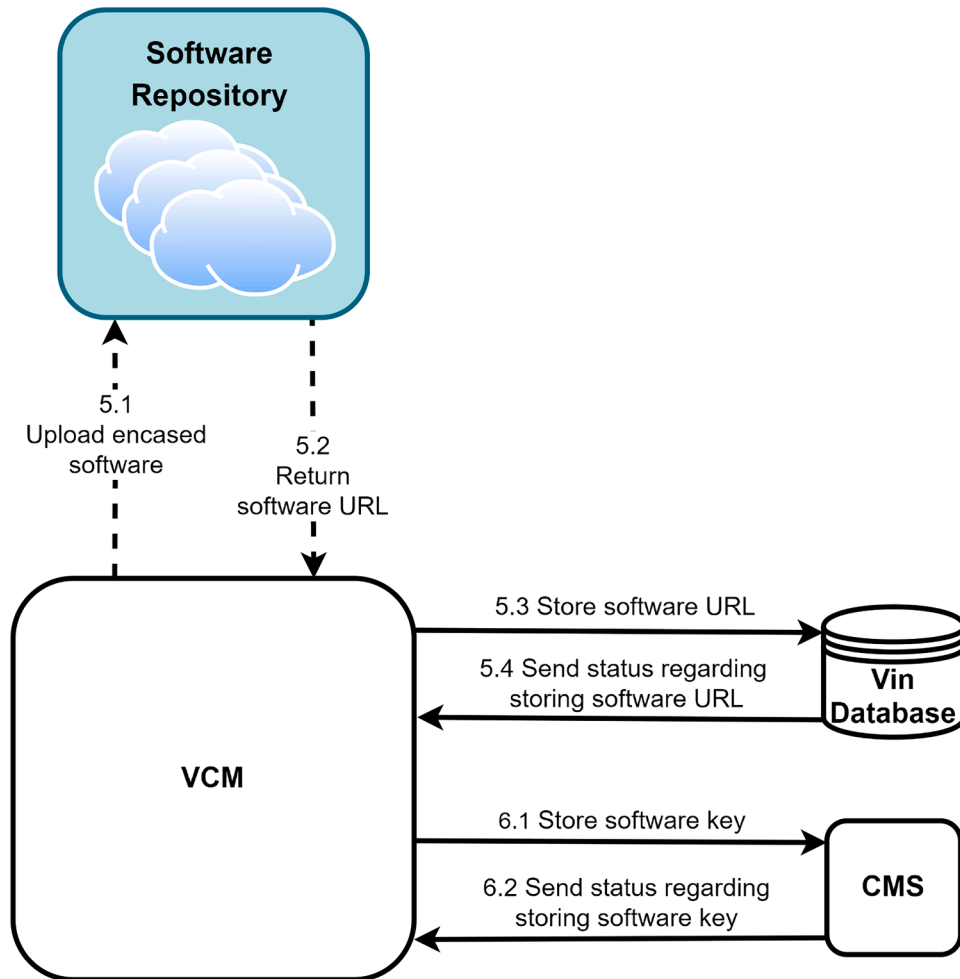 Software
Repository
5.1
Upload encased
software
5.2
Return
software URL
5.3 Store software URL
5.4 Send status regarding
storing software URL
Vin
Database
VCM
6.1 Store software key
6.2 Send status regarding
storing software key
CMS